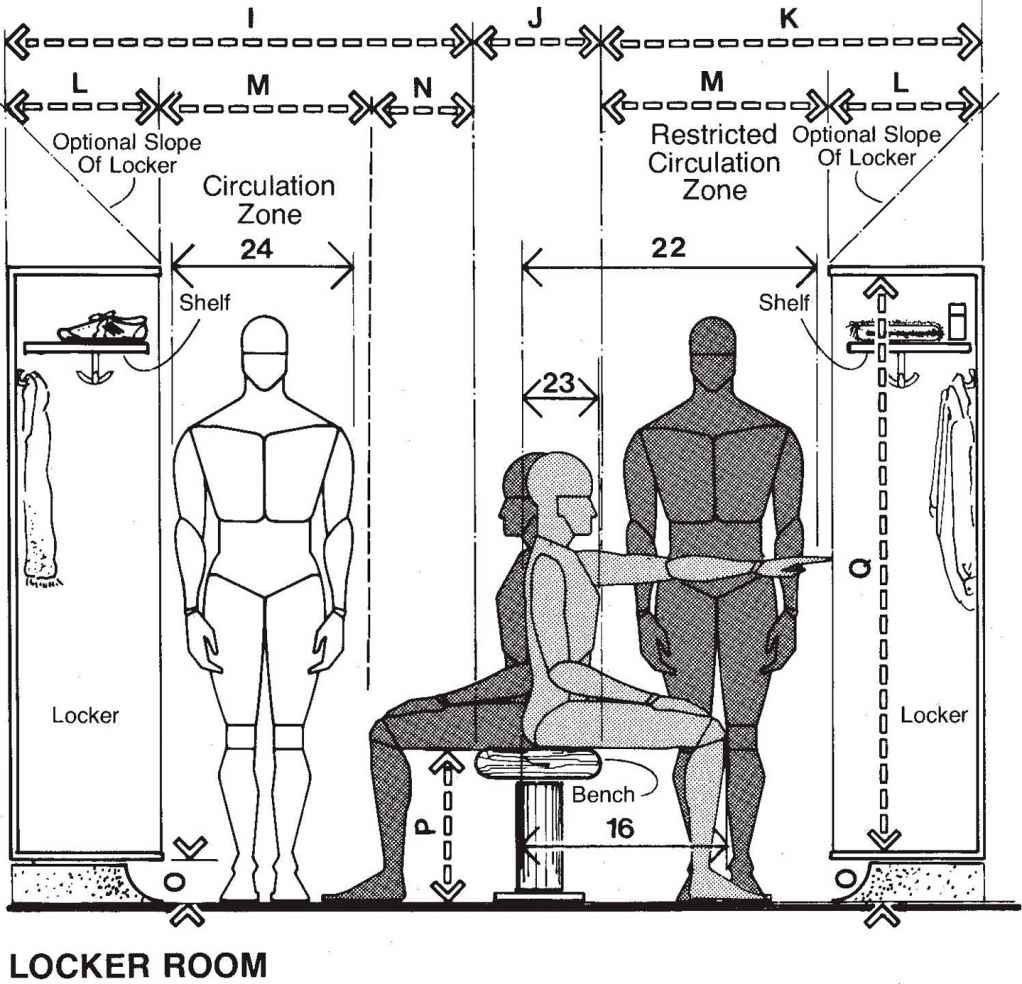 I J K
L M N M L
Optional Slope
Of Locker
Restricted
Circulation
Zone
Optional Slope
Of Locker
Circulation
Zone
24
22
Shelf
Shelf
23
Q
Locker
Locker
Bench
P
16
O
O
LOCKER ROOM